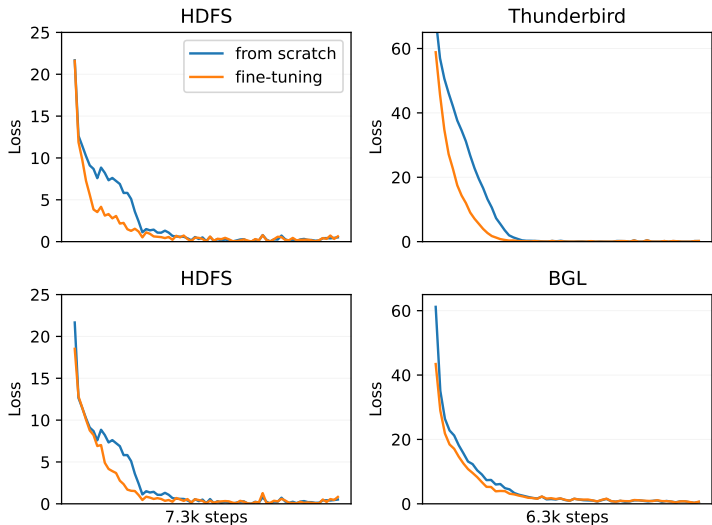 HDFS
25
20
15
10
5
0
Loss
from scratch
fine-tuning
Thunderbird
60
40
20
0
Loss
HDFS
25
20
15
10
5
0
Loss
7.3k steps
BGL
60
40
20
0
Loss
6.3k steps